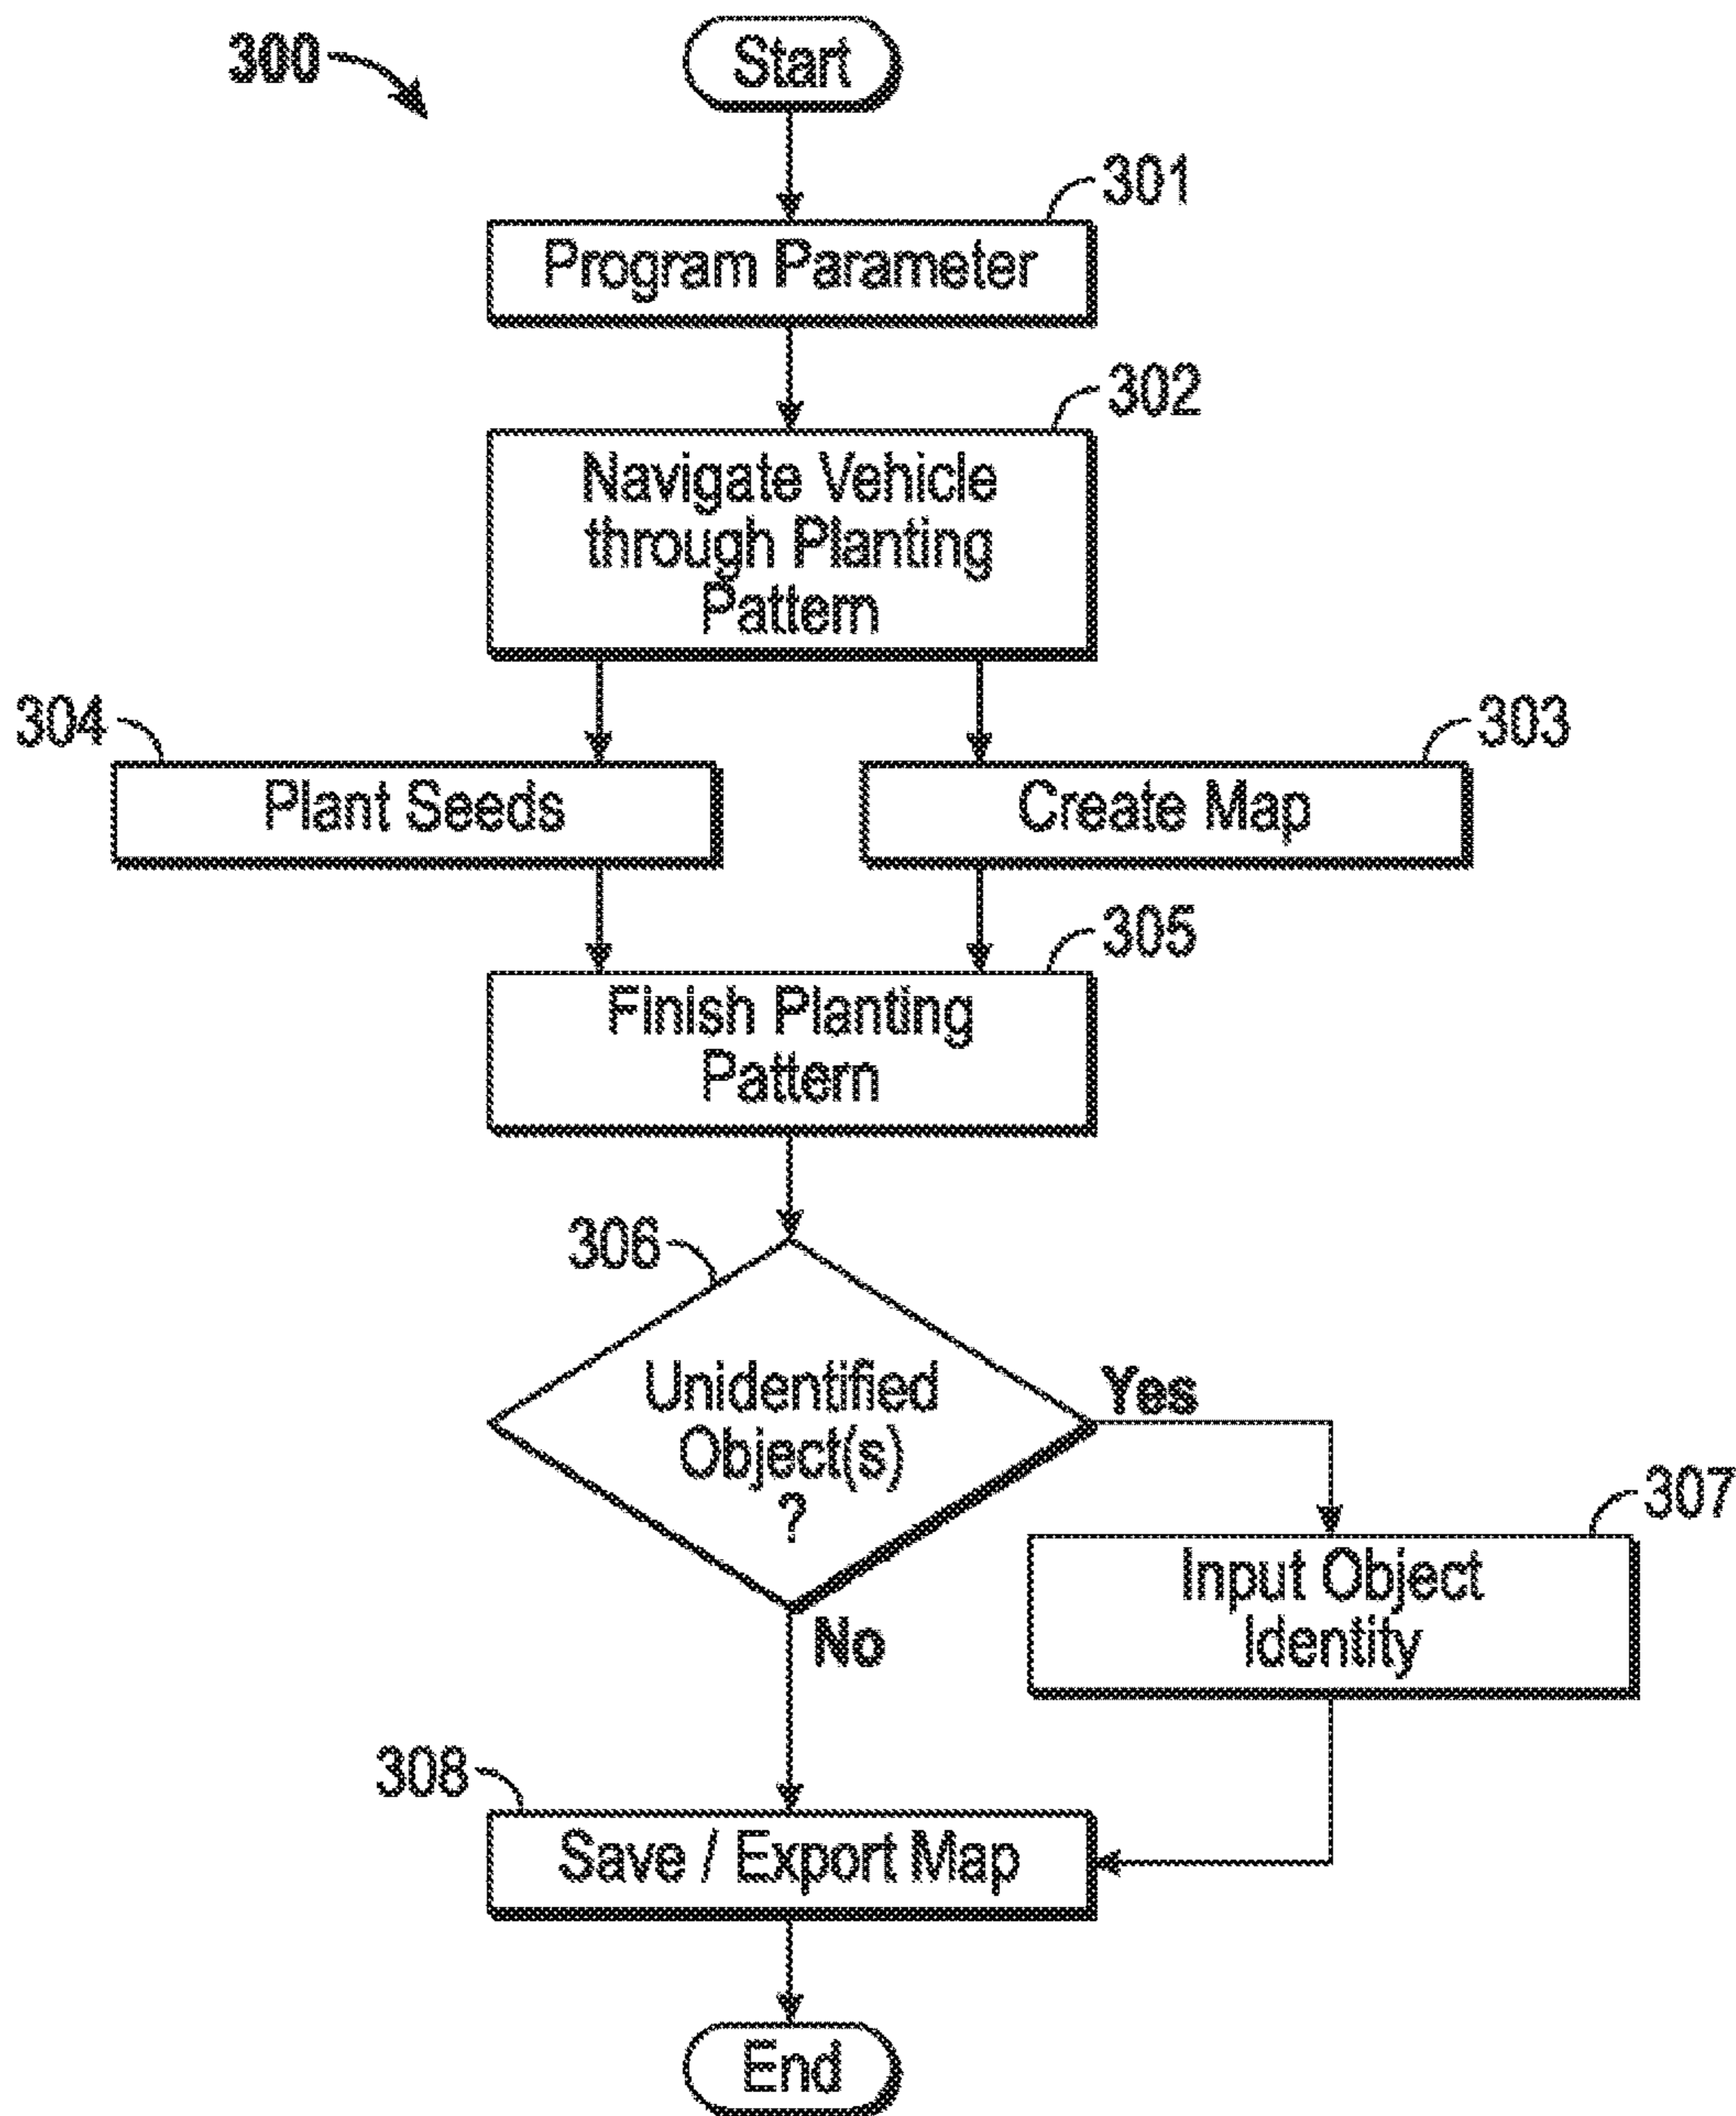 300
Start
301
Program Parameter
302
Navigate Vehicle
through Planting
Pattern
304
303
Plant Seeds
Create Map
305
Finish Planting
Pattern
306
Unidentified
Object(s)
?
Yes
307
Input Object
Identity
No
308
Save / Export Map
End